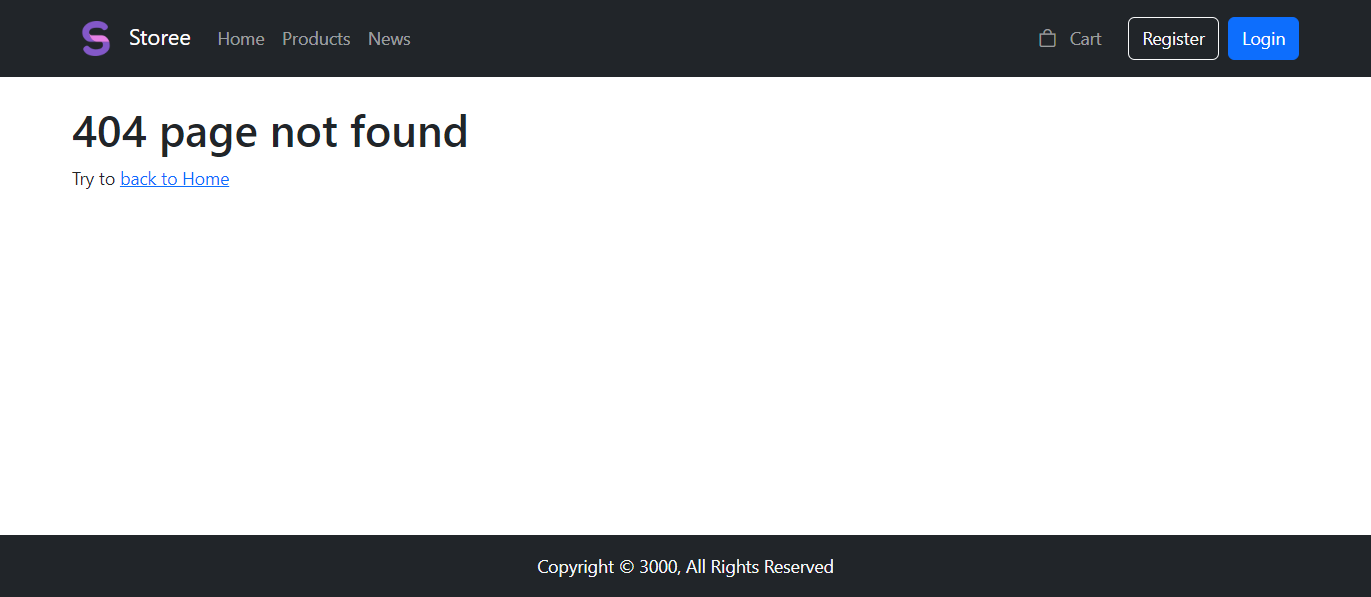 Storee Home Products News Cart Register Login
404 page not found
Try to back to Home
Copyright © 3000, All Rights Reserved